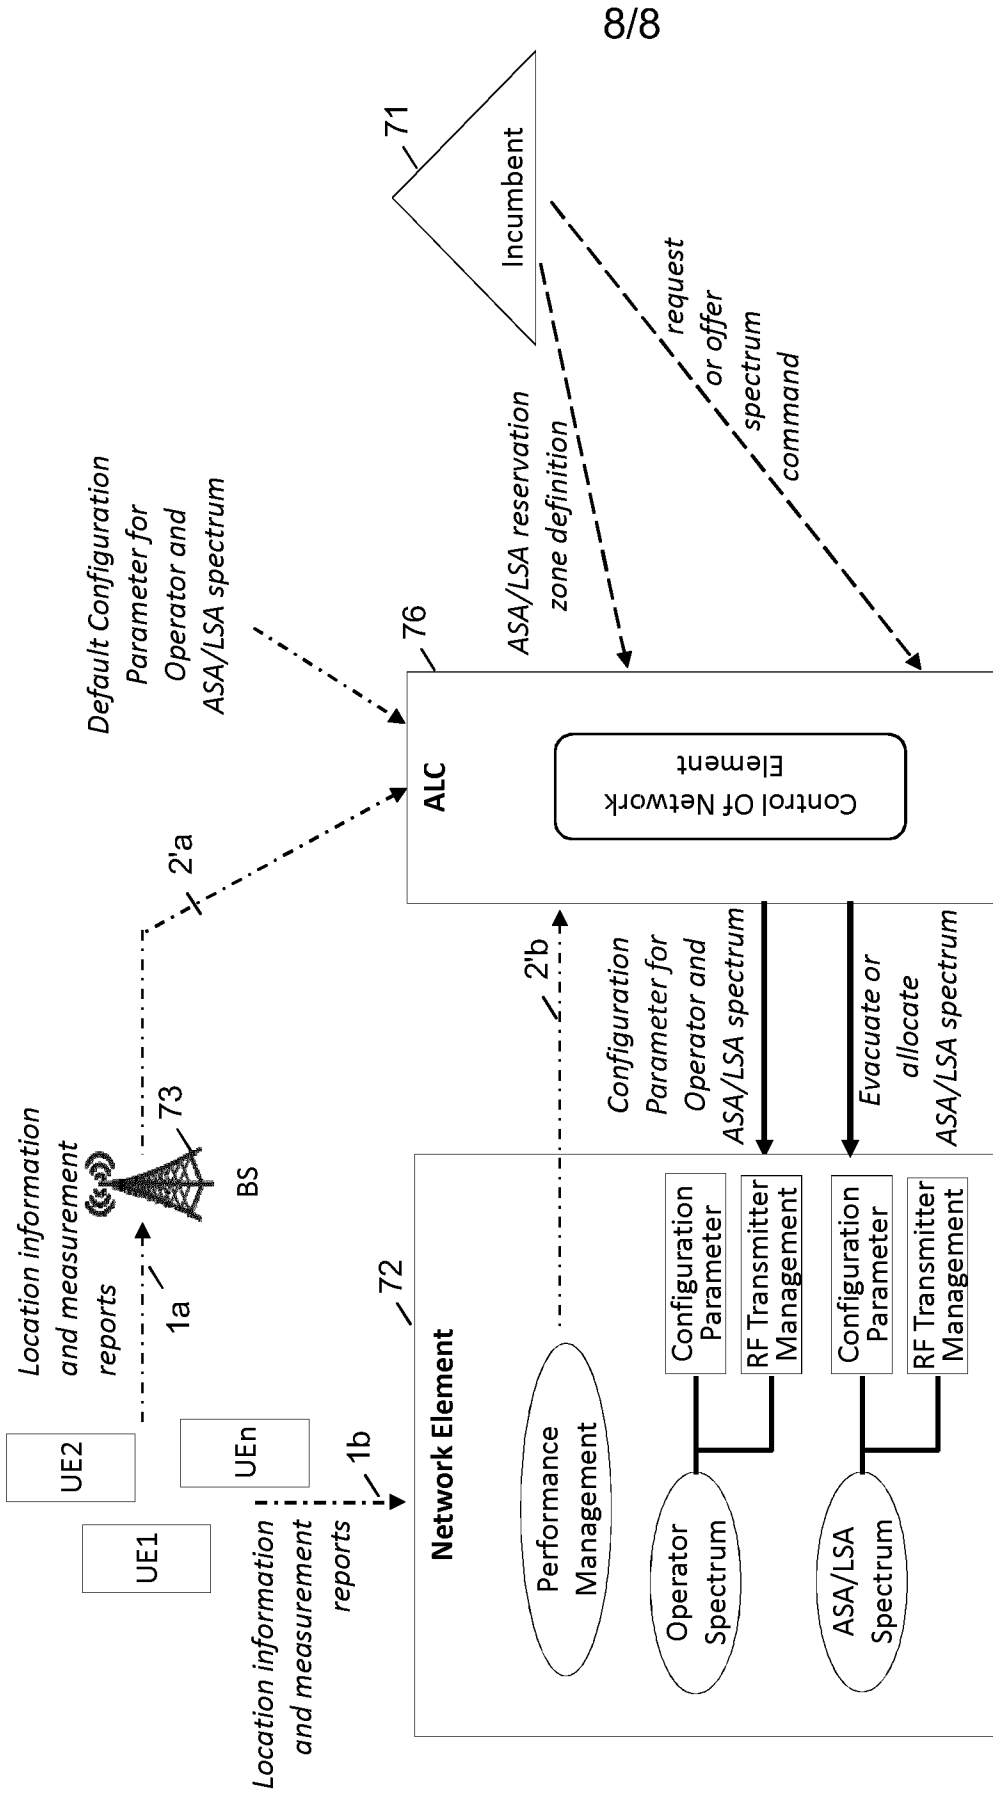 8/8
UE2
UE1
UEn
Location information
and measurement
reports
1a
73
BS
2'a
Default Configuration
Parameter for
Operator and
ASA/LSA spectrum
71
Incumbent
Location information
and measurement
reports
1b
72
Network Element
Performance
Management
Operator
Spectrum
Configuration
Parameter
RF Transmitter
Management
ASA/LSA
Spectrum
Configuration
Parameter
RF Transmitter
Management
2'b
Configuration
Parameter for
Operator and
ASA/LSA spectrum
Evacuate or
allocate
ASA/LSA spectrum
76
ALC
Control Of Network
Element
ASA/LSA reservation
zone definition
request
or offer
spectrum
command